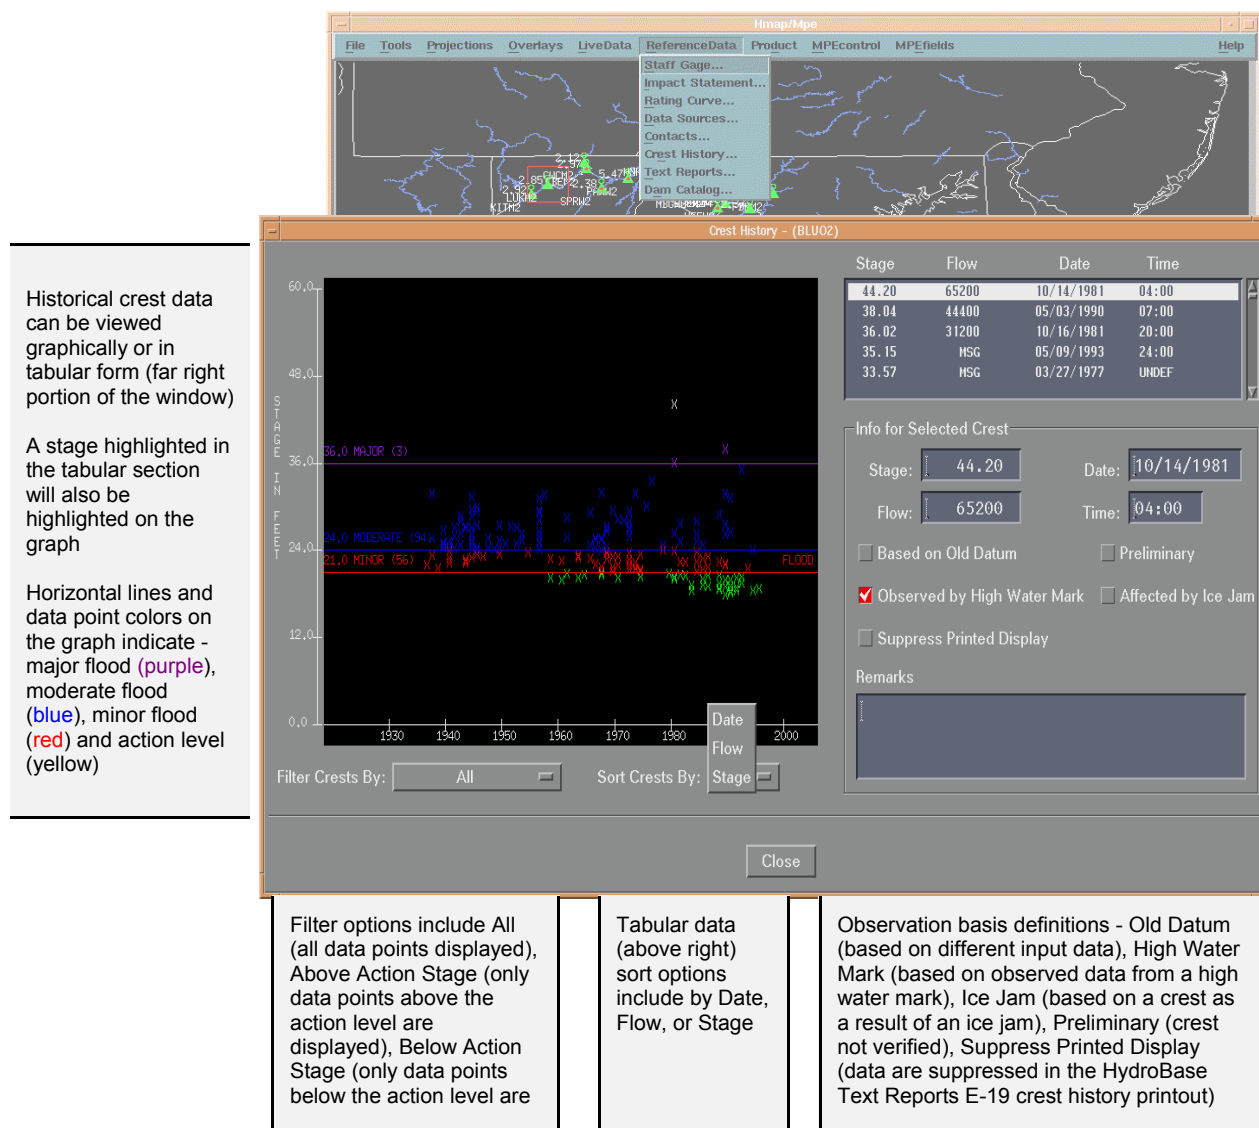 Hmap/Mpe
File Tools Projections Overlays LiveData ReferenceData Product MPEcontrol MPEfields Help
Staff Gage...
Impact Statement...
Rating Curve...
Data Sources...
Contacts...
Crest History...
Text Reports...
Dam Catalog...
LUKM2
KITM2
SPRW2
Crest History - (BLUO2)
Historical crest data
can be viewed
graphically or in
tabular form (far right
portion of the window)
A stage highlighted in
the tabular section
will also be
highlighted on the
graph
Horizontal lines and
data point colors on
the graph indicate -
major flood (purple),
moderate flood
(blue), minor flood
(red) and action level
(yellow)
STAGE IN FEET
60.0
48.0
36.0
24.0
12.0
0.0
36.0 MAJOR (3)
24.0 MODERATE (94)
21.0 MINOR (56)
FLOOD
1930 1940 1950 1960 1970 1980 2000
Filter Crests By: All
Sort Crests By:
Date
Flow
Stage
Stage Flow Date Time
44.20 65200 10/14/1981 04:00
38.04 44400 05/03/1990 07:00
36.02 31200 10/16/1981 20:00
35.15 MSG 05/09/1993 24:00
33.57 MSG 03/27/1977 UNDEF
Info for Selected Crest
Stage: 44.20 Date: 10/14/1981
Flow: 65200 Time: 04:00
Based on Old Datum Preliminary
Observed by High Water Mark Affected by Ice Jam
Suppress Printed Display
Remarks
Close
Filter options include All
(all data points displayed),
Above Action Stage (only
data points above the
action level are
displayed), Below Action
Stage (only data points
below the action level are
Tabular data
(above right)
sort options
include by Date,
Flow, or Stage
Observation basis definitions - Old Datum
(based on different input data), High Water
Mark (based on observed data from a high
water mark), Ice Jam (based on a crest as
a result of an ice jam), Preliminary (crest
not verified), Suppress Printed Display
(data are suppressed in the HydroBase
Text Reports E-19 crest history printout)